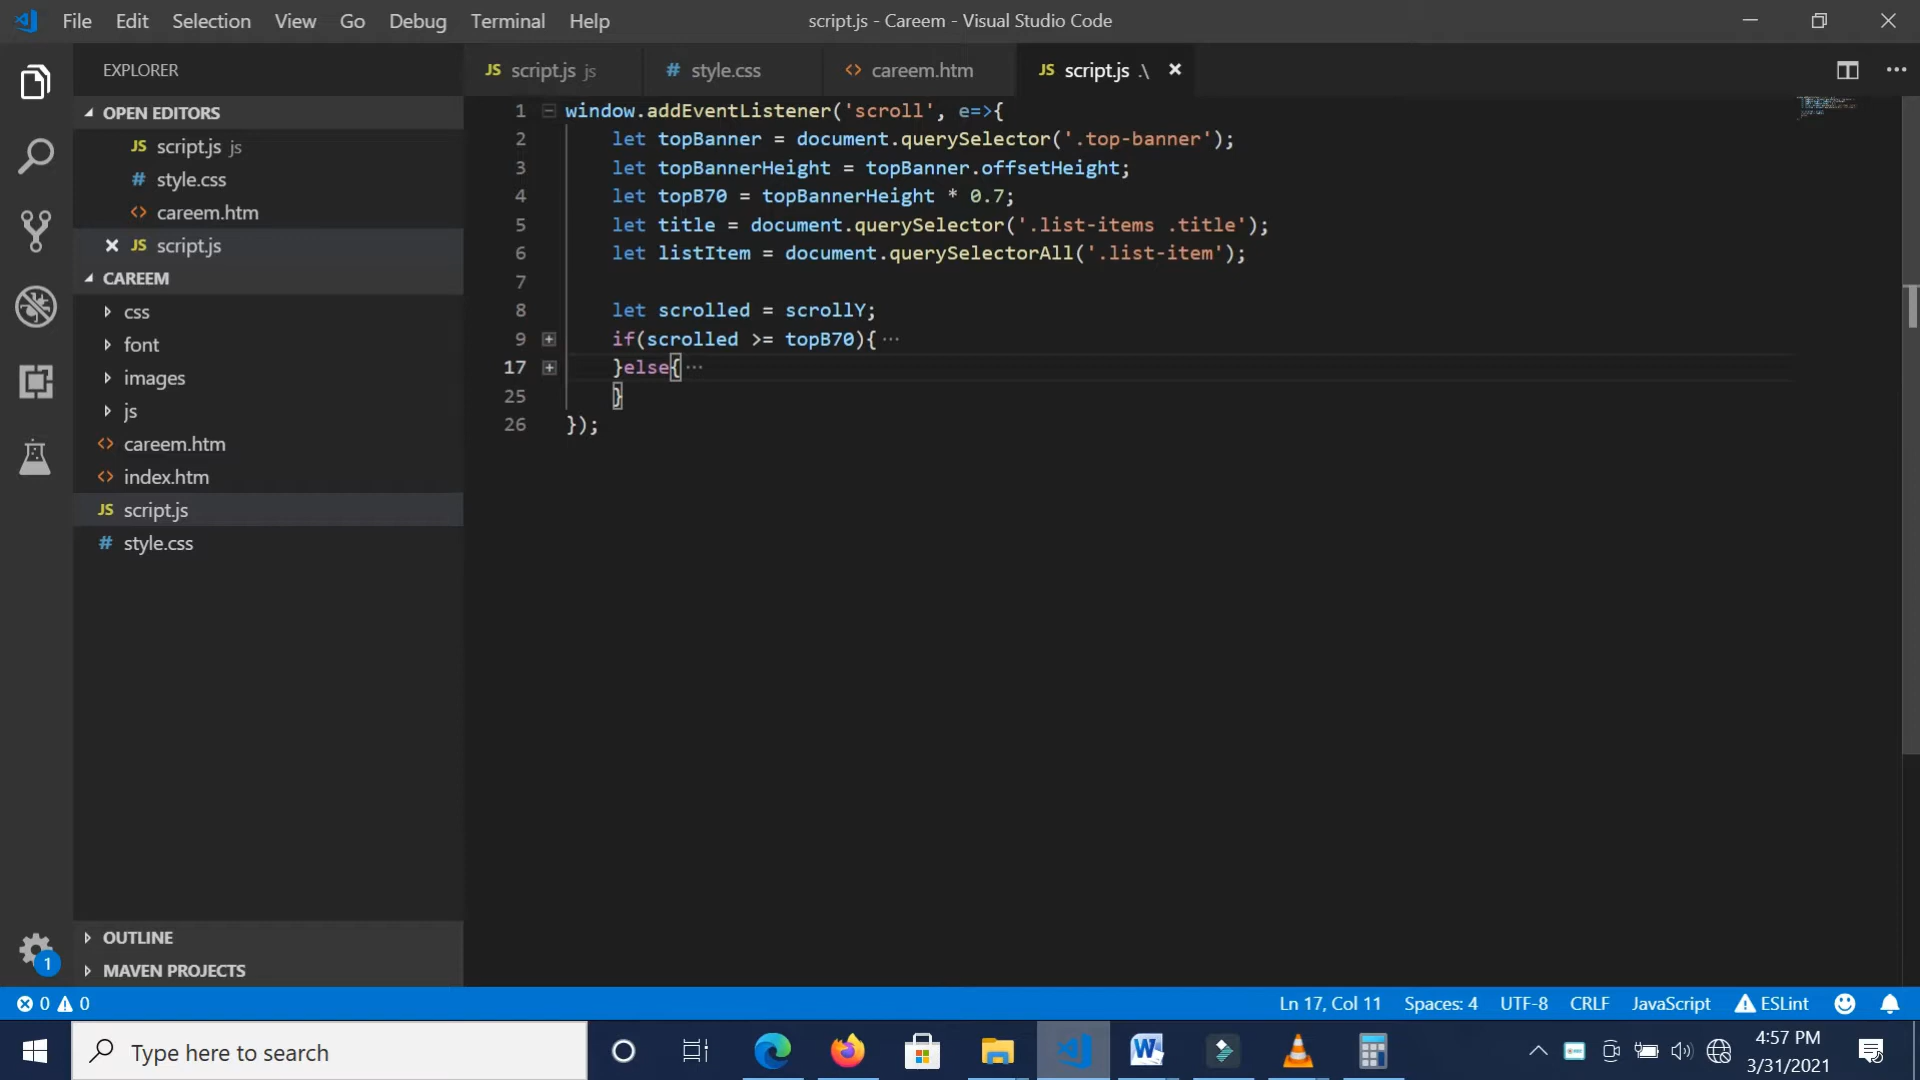 File Edit Selection View Go Debug Terminal Help
script.js - Careem - Visual Studio Code
EXPLORER
OPEN EDITORS
JS script.js js
# style.css
<> careem.htm
JS script.js
CAREEM
css
font
images
js
<> careem.htm
<> index.htm
JS script.js
# style.css
OUTLINE
MAVEN PROJECTS
1
JS script.js js
# style.css
<> careem.htm
JS script.js .\
1 window.addEventListener('scroll', e=>{
2 let topBanner = document.querySelector('.top-banner');
3 let topBannerHeight = topBanner.offsetHeight;
4 let topB70 = topBannerHeight * 0.7;
5 let title = document.querySelector('.list-items .title');
6 let listItem = document.querySelectorAll('.list-item');
7
8 let scrolled = scrollY;
9 if(scrolled >= topB70){ ...
17 }else{ ...
25 }
26 });
0 0
Ln 17, Col 11 Spaces: 4 UTF-8 CRLF JavaScript ESLint
Type here to search
4:57 PM
3/31/2021